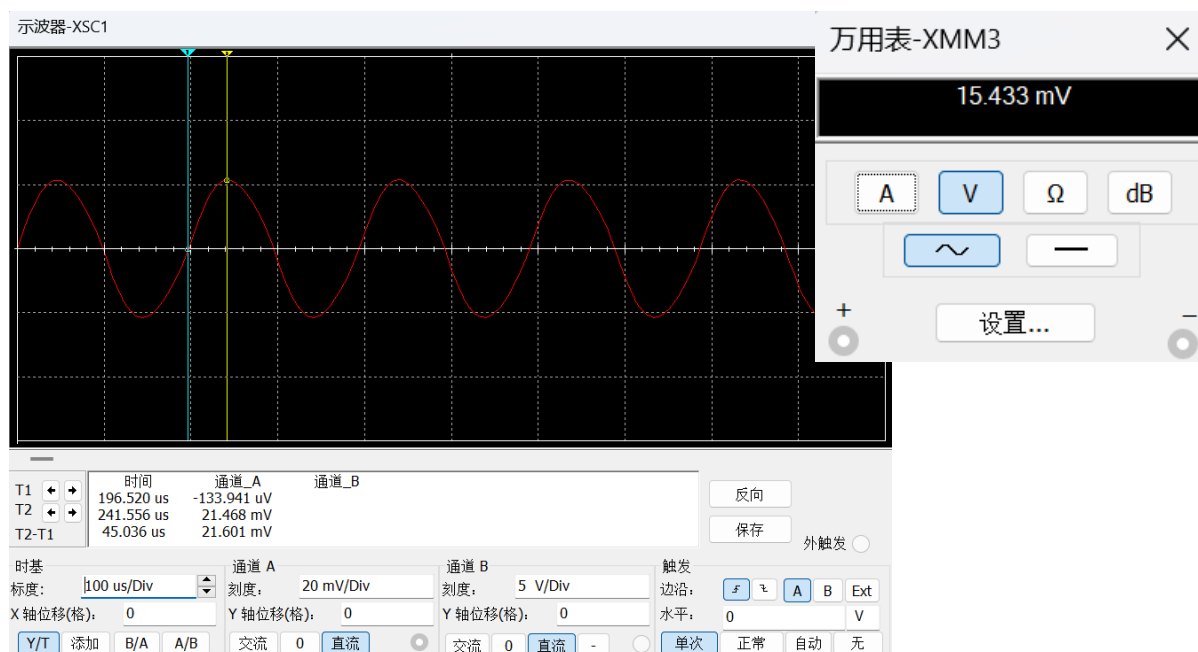 示波器-XSC1
万用表-XMM3
15.433 mV
A V Ω dB
+ −
设置...
时间 通道_A 通道_B
T1 196.520 us -133.941 uV
T2 241.556 us 21.468 mV
T2-T1 45.036 us 21.601 mV
反向
保存
外触发
时基 通道 A 通道 B 触发
标度: 100 us/Div 刻度: 20 mV/Div 刻度: 5 V/Div 边沿: A B Ext
X 轴位移(格): 0 Y 轴位移(格): 0 Y 轴位移(格): 0 水平: 0 V
Y/T 添加 B/A A/B 交流 0 直流 交流 0 直流 - 单次 正常 自动 无